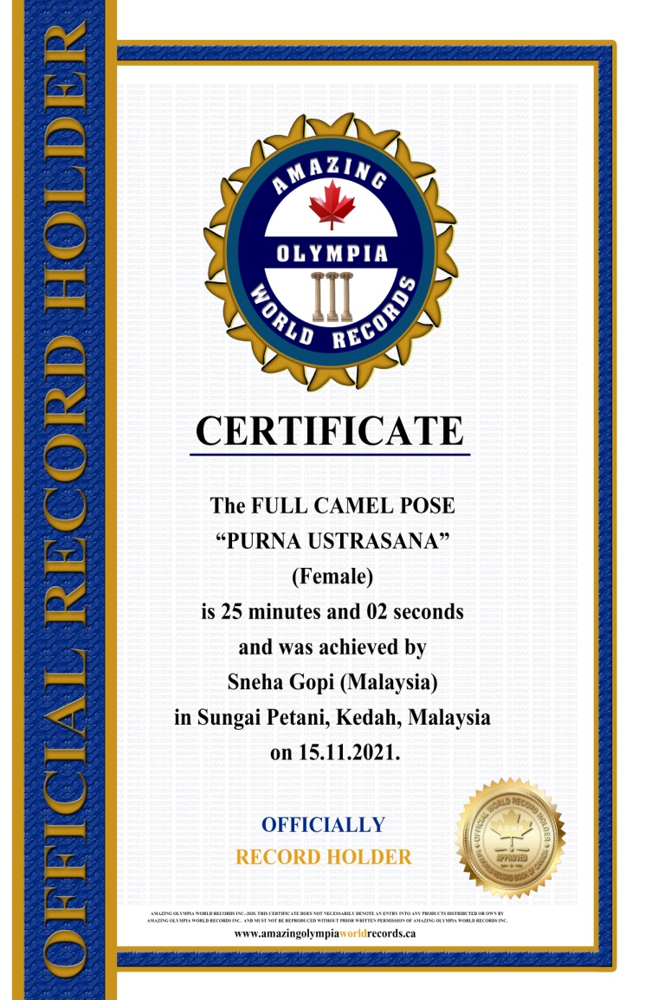 OFFICIAL RECORD HOLDER
AMAZING
OLYMPIA
WORLD RECORDS
CERTIFICATE
The FULL CAMEL POSE
“PURNA USTRASANA”
(Female)
is 25 minutes and 02 seconds
and was achieved by
Sneha Gopi (Malaysia)
in Sungai Petani, Kedah, Malaysia
on 15.11.2021.
OFFICIALLY
RECORD HOLDER
OFFICIAL WORLD RECORD HOLDER
A.O.W.R.
APPROVED
AMAZING OLYMPIA WORLD RECORDS INC.-2020. THIS CERTIFICATE DOES NOT NECESSARILY DENOTE AN ENTRY INTO ANY PRODUCTS DISTRIBUTED OR OWN BY
AMAZING OLYMPIA WORLD RECORDS INC. AND MUST NOT BE REPRODUCED WITHOUT PRIOR WRITTEN PERMISSION OF AMAZING OLYMPIA WORLD RECORDS INC.
www.amazingolympiaworldrecords.ca